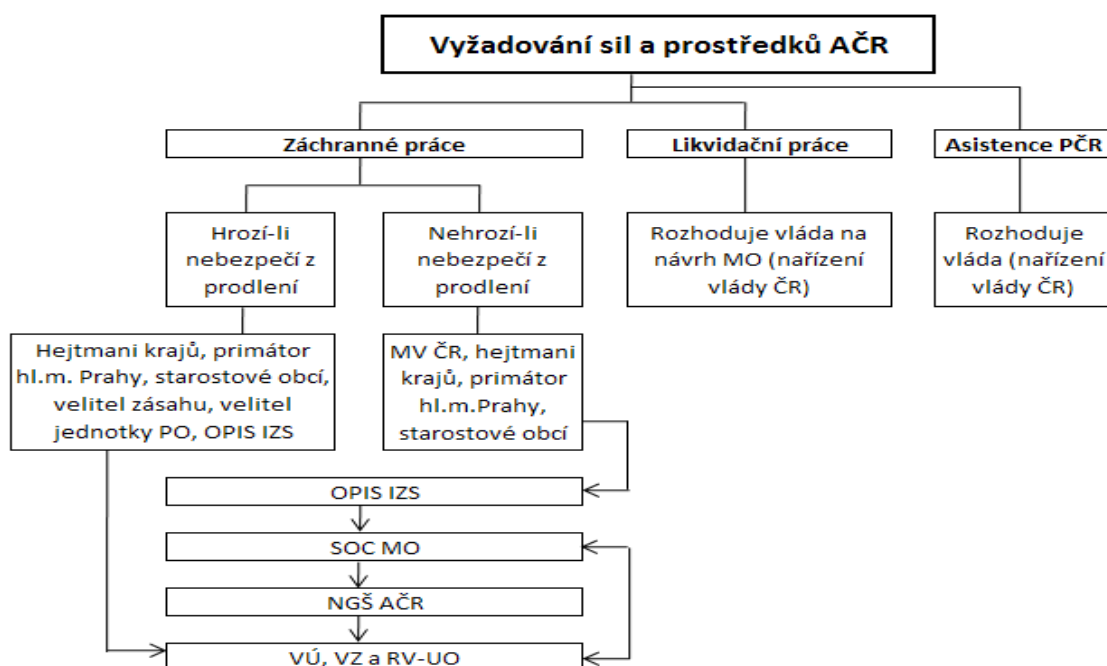 Vyžadování sil a prostředků AČR
Záchranné práce
Likvidační práce
Asistence PČR
Hrozí-li
nebezpečí z
prodlení
Nehrozí-li
nebezpečí z
prodlení
Rozhoduje vláda na
návrh MO (nařízení
vlády ČR)
Rozhoduje
vláda (nařízení
vlády ČR)
Hejtmani krajů, primátor
hl.m. Prahy, starostové obcí,
velitel zásahu, velitel
jednotky PO, OPIS IZS
MV ČR, hejtmani
krajů, primátor
hl.m.Prahy,
starostové obcí
OPIS IZS
SOC MO
NGŠ AČR
VÚ, VZ a RV-UO